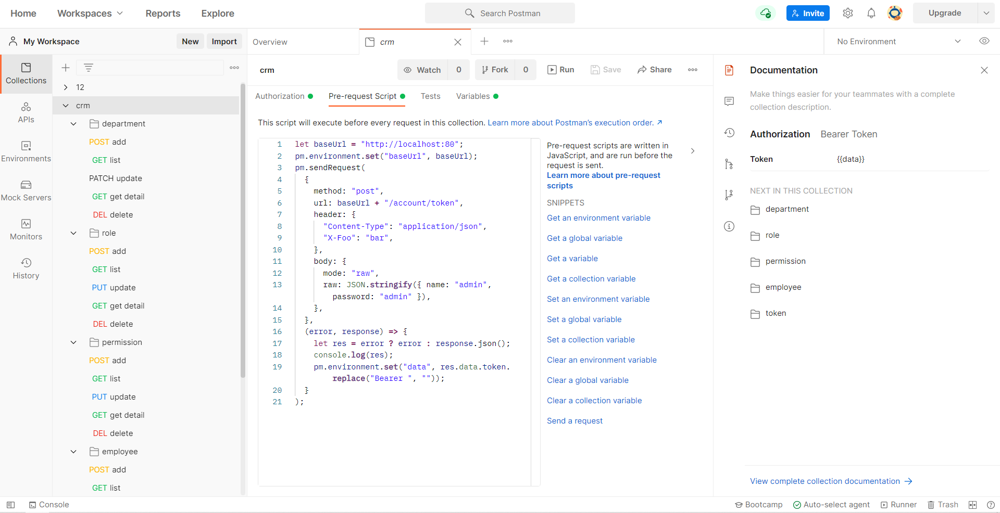 Home Workspaces Reports Explore Search Postman Invite Upgrade
My Workspace New Import Overview crm No Environment
Collections
APIs
Environments
Mock Servers
Monitors
History
12
crm
department
POST add
GET list
PATCH update
GET get detail
DEL delete
role
POST add
GET list
PUT update
GET get detail
DEL delete
permission
POST add
GET list
PUT update
GET get detail
DEL delete
employee
POST add
GET list
crm Watch 0 Fork 0 Run Save Share
Authorization Pre-request Script Tests Variables
This script will execute before every request in this collection. Learn more about Postman’s execution order. ↗
1 let baseUrl = "http://localhost:80";
2 pm.environment.set("baseUrl", baseUrl);
3 pm.sendRequest(
4 {
5 method: "post",
6 url: baseUrl + "/account/token",
7 header: {
8 "Content-Type": "application/json",
9 "X-Foo": "bar",
10 },
11 body: {
12 mode: "raw",
13 raw: JSON.stringify({ name: "admin",
password: "admin" }),
14 },
15 },
16 (error, response) => {
17 let res = error ? error : response.json();
18 console.log(res);
19 pm.environment.set("data", res.data.token.
replace("Bearer ", ""));
20 }
21 );
Pre-request scripts are written in
JavaScript, and are run before the
request is sent.
Learn more about pre-request
scripts
SNIPPETS
Get an environment variable
Get a global variable
Get a variable
Get a collection variable
Set an environment variable
Set a global variable
Set a collection variable
Clear an environment variable
Clear a global variable
Clear a collection variable
Send a request
Documentation
Make things easier for your teammates with a complete
collection description.
Authorization Bearer Token
Token {{data}}
NEXT IN THIS COLLECTION
department
role
permission
employee
token
View complete collection documentation →
Console Bootcamp Auto-select agent Runner Trash